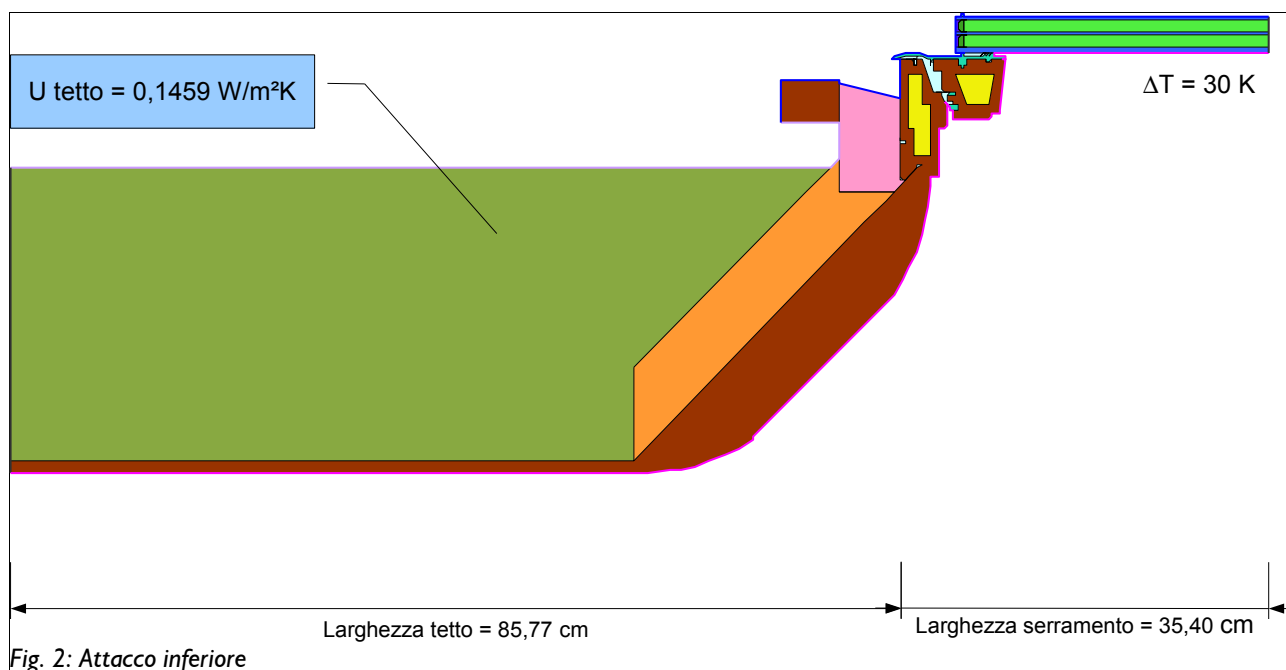 U tetto = 0,1459 W/m²K
ΔT = 30 K
Larghezza tetto = 85,77 cm
Larghezza serramento = 35,40 cm
Fig. 2: Attacco inferiore